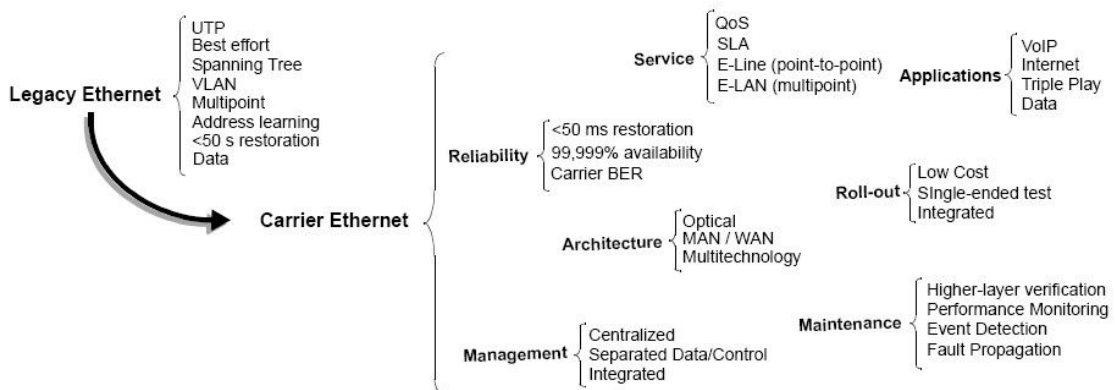 Legacy Ethernet
UTP
Best effort
Spanning Tree
VLAN
Multipoint
Address learning
<50 s restoration
Data
Carrier Ethernet
Service
QoS
SLA
E-Line (point-to-point)
E-LAN (multipoint)
Applications
VoIP
Internet
Triple Play
Data
Reliability
<50 ms restoration
99,999% availability
Carrier BER
Roll-out
Low Cost
SIngle-ended test
Integrated
Architecture
Optical
MAN / WAN
Multitechnology
Management
Centralized
Separated Data/Control
Integrated
Maintenance
Higher-layer verification
Performance Monitoring
Event Detection
Fault Propagation